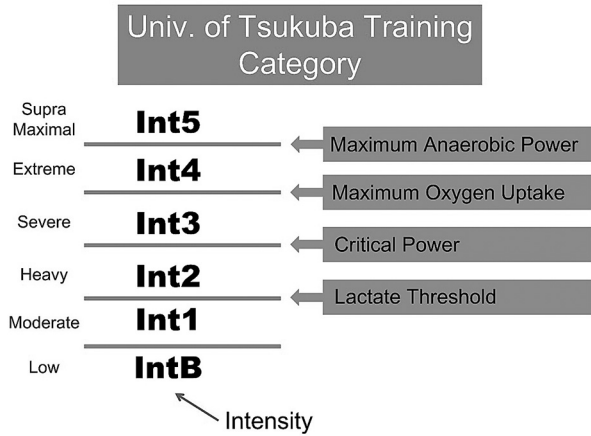 Univ. of Tsukuba Training
Category
Supra
Maximal
Int5
Maximum Anaerobic Power
Extreme
Int4
Maximum Oxygen Uptake
Severe
Int3
Critical Power
Heavy
Int2
Lactate Threshold
Moderate
Int1
Low
IntB
Intensity